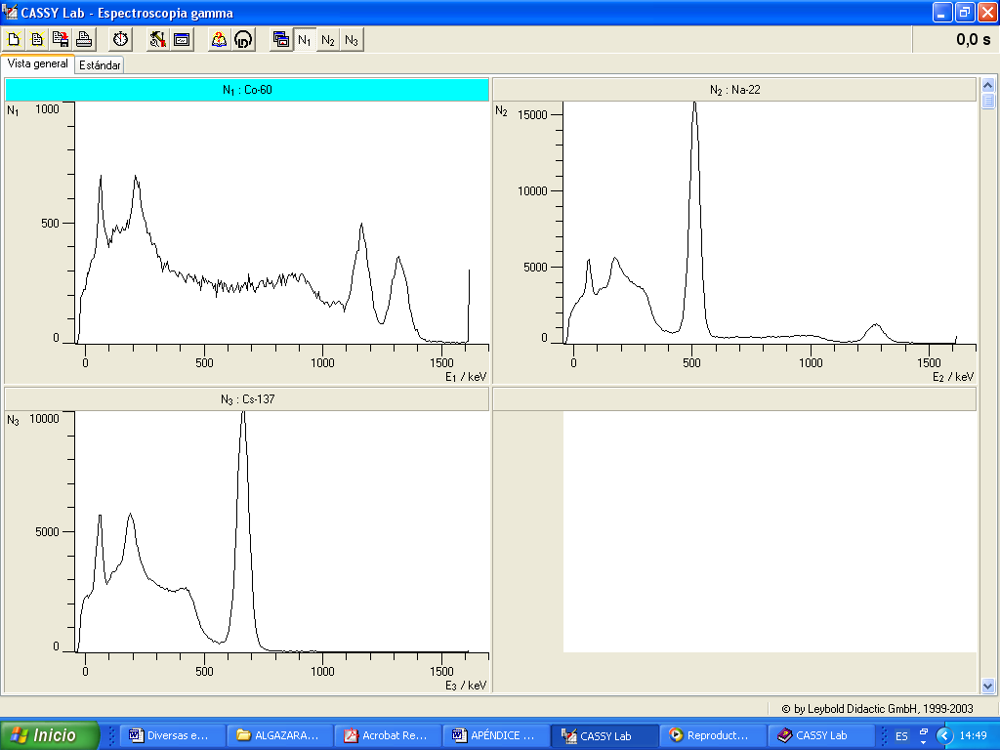 CASSY Lab - Espectroscopia gamma
N1 N2 N3
0,0 s
Vista general Estándar
N1 : Co-60
N1 1000
500
0
0 500 1000 1500
E1 / keV
N2 : Na-22
N2 15000
10000
5000
0
0 500 1000 1500
E2 / keV
N3 : Cs-137
N3 10000
5000
0
0 500 1000 1500
E3 / keV
© by Leybold Didactic GmbH, 1999-2003
Inicio Diversas e... ALGAZARA... Acrobat Re... APÉNDICE ... CASSY Lab Reproduct... CASSY Lab ES 14:49